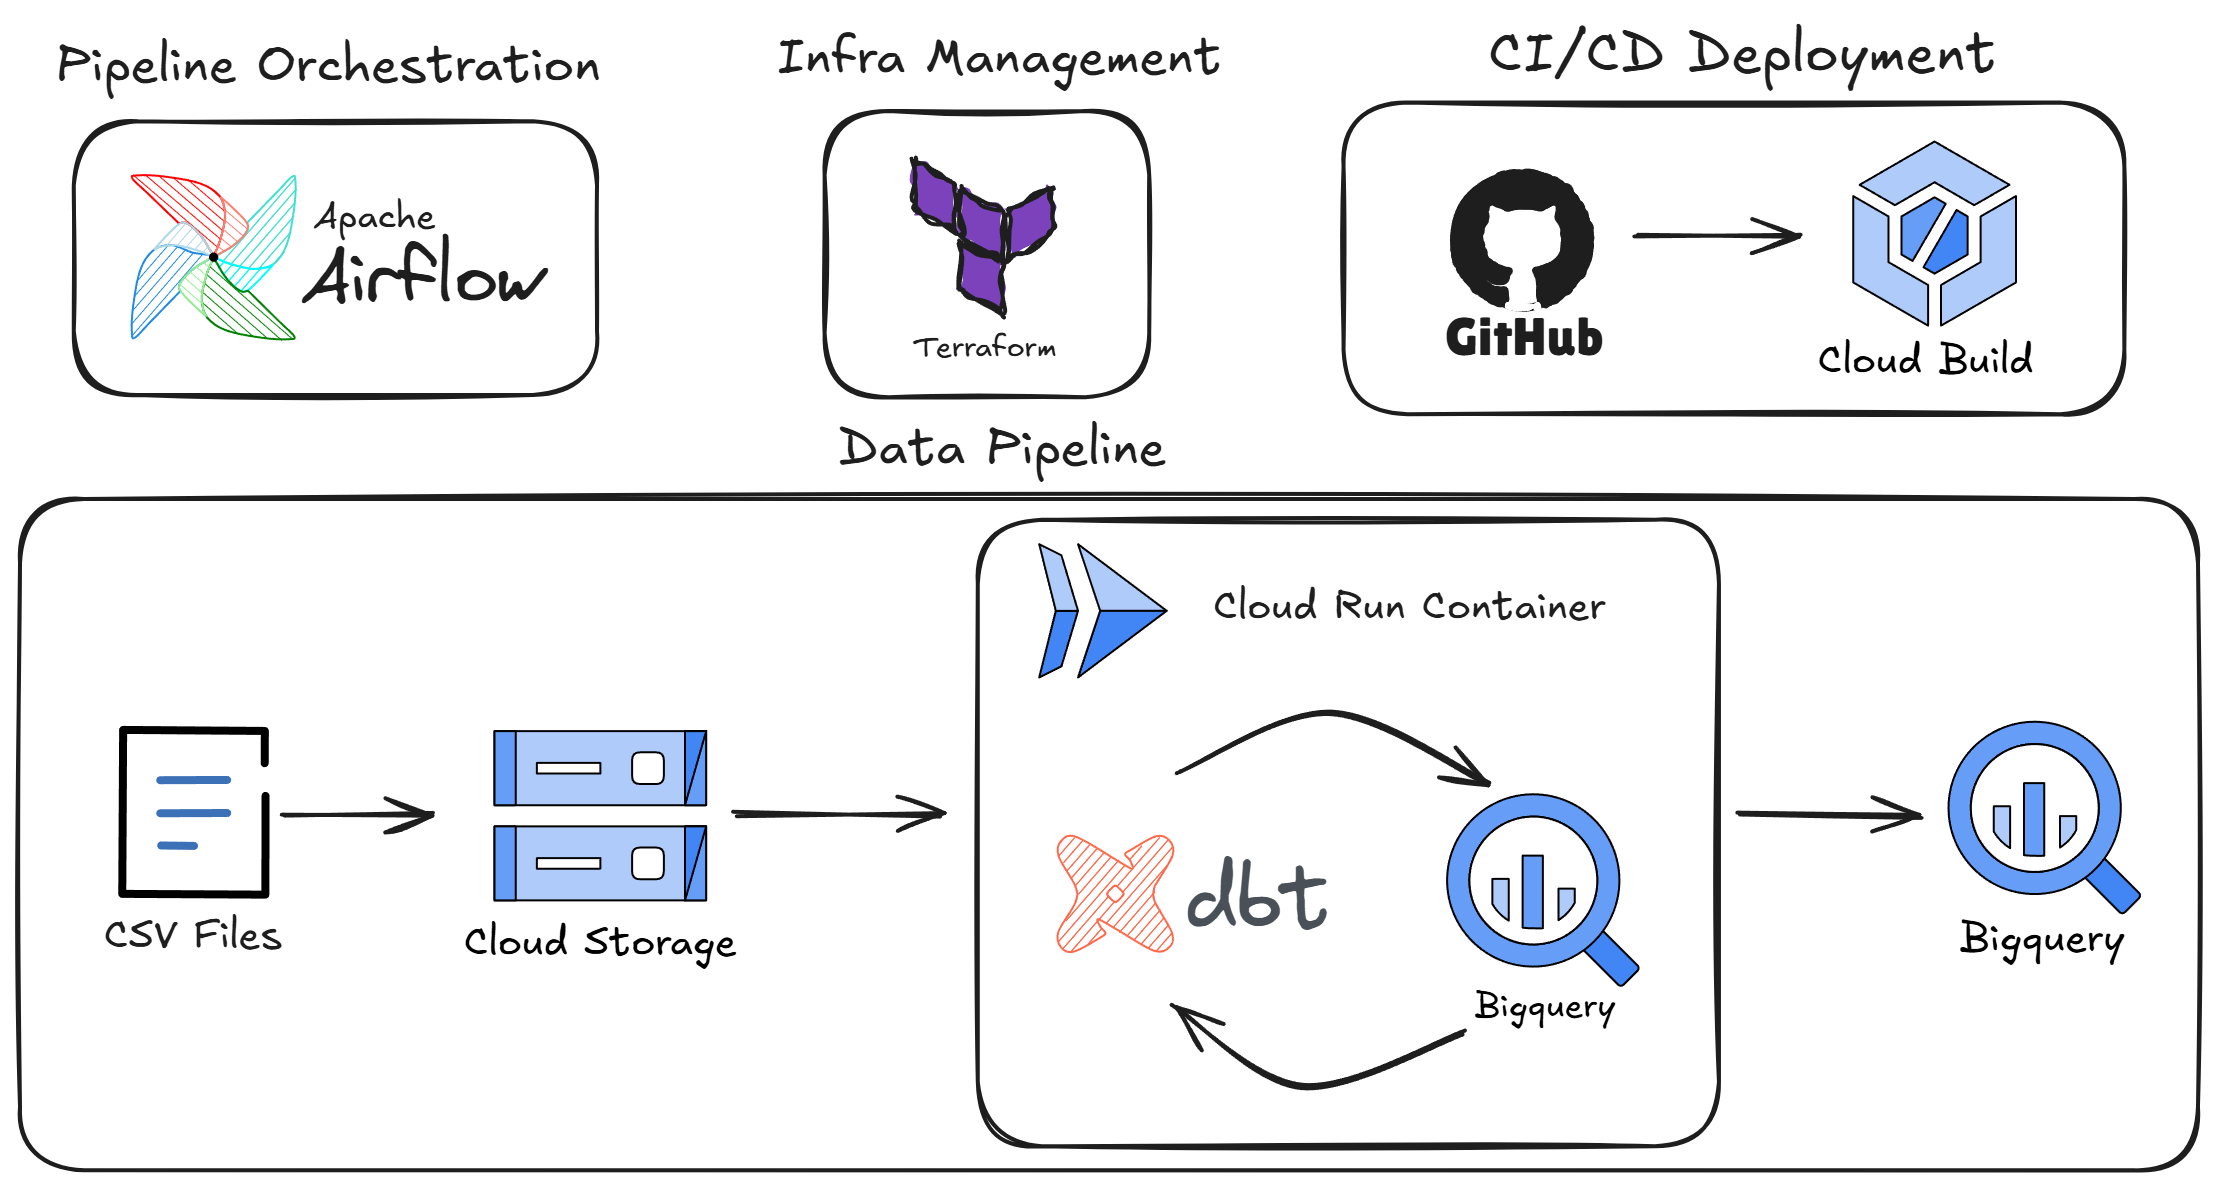 Pipeline Orchestration
Infra Management
CI/CD Deployment
Apache
Airflow
Terraform
GitHub
Cloud Build
Data Pipeline
Cloud Run Container
CSV Files
Cloud Storage
dbt
Bigquery
Bigquery